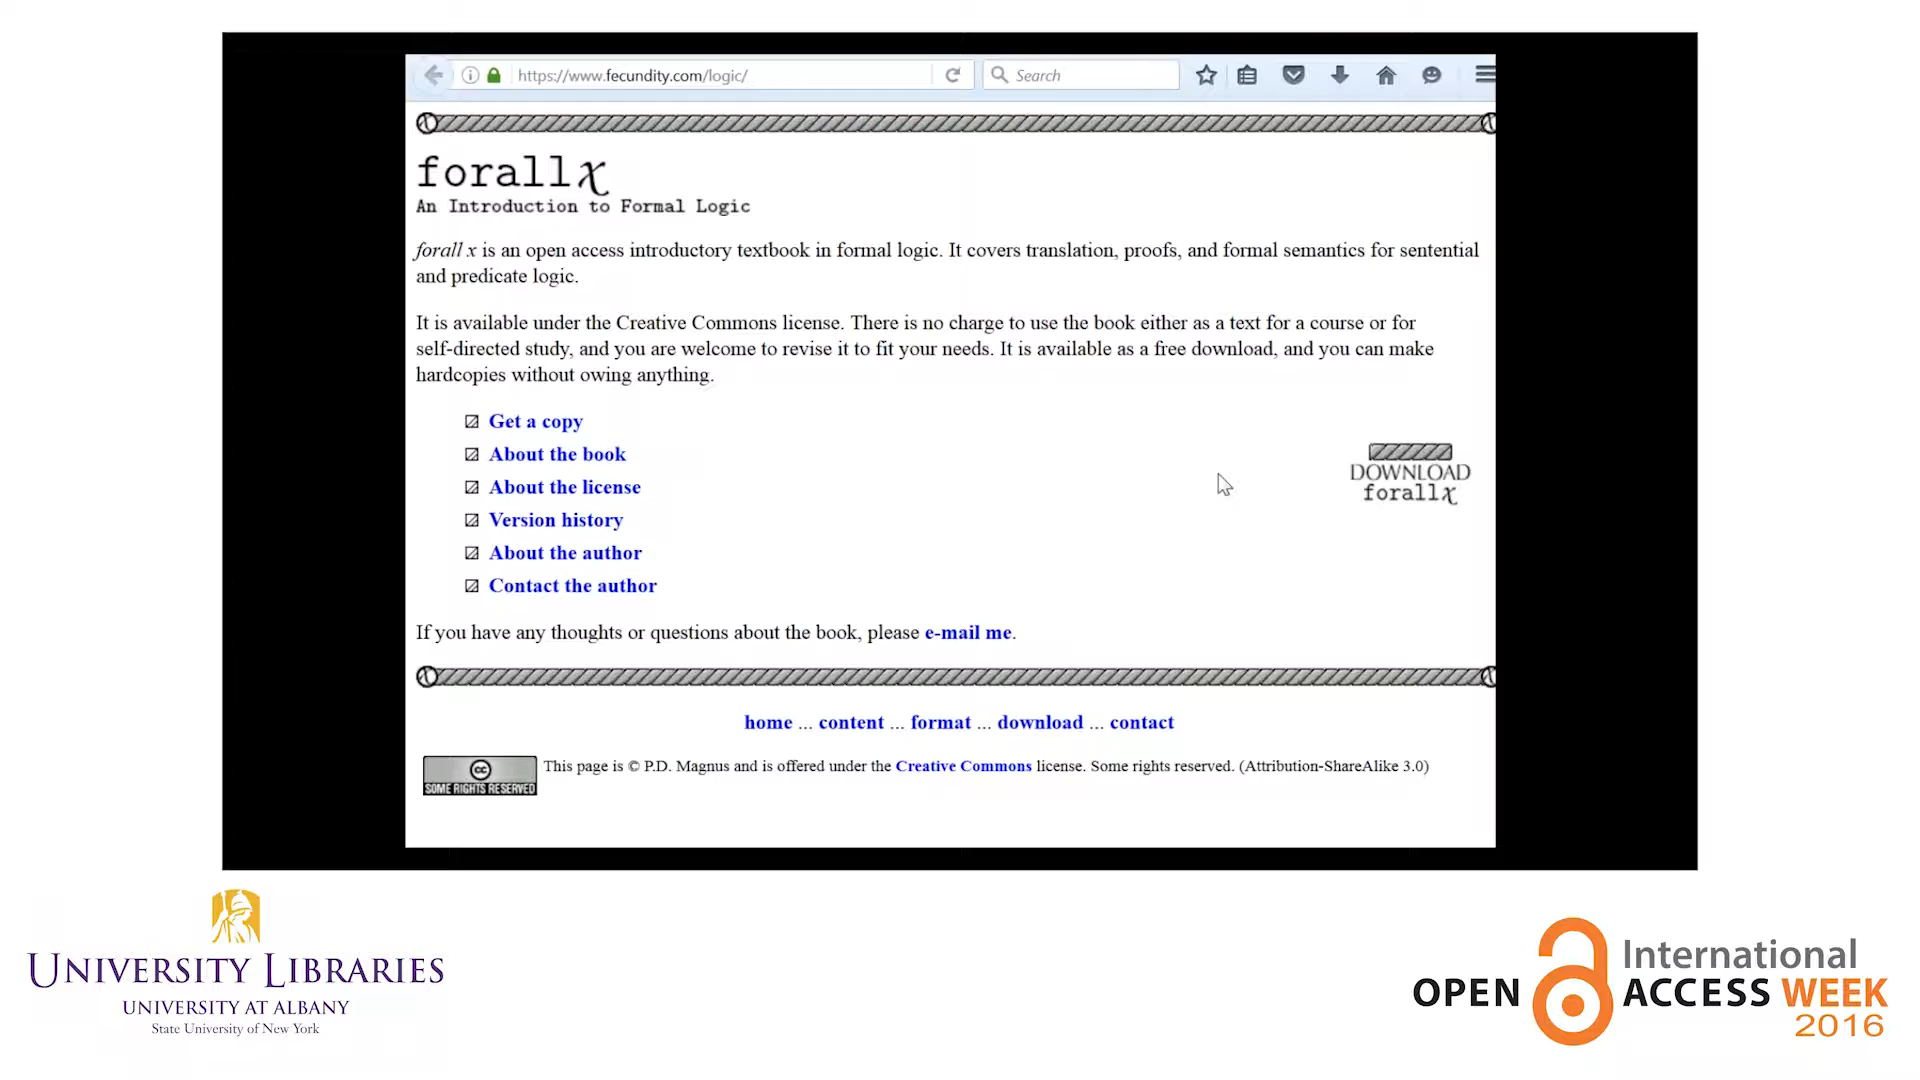 https://www.fecundity.com/logic/
Search
forallx
An Introduction to Formal Logic
forall x is an open access introductory textbook in formal logic. It covers translation, proofs, and formal semantics for sentential
and predicate logic.
It is available under the Creative Commons license. There is no charge to use the book either as a text for a course or for
self-directed study, and you are welcome to revise it to fit your needs. It is available as a free download, and you can make
hardcopies without owing anything.
Get a copy
About the book
About the license
Version history
About the author
Contact the author
DOWNLOAD
forallx
If you have any thoughts or questions about the book, please e-mail me.
home ... content ... format ... download ... contact
cc
SOME RIGHTS RESERVED
This page is © P.D. Magnus and is offered under the Creative Commons license. Some rights reserved. (Attribution-ShareAlike 3.0)
UNIVERSITY LIBRARIES
UNIVERSITY AT ALBANY
State University of New York
International
OPEN ACCESS WEEK
2016